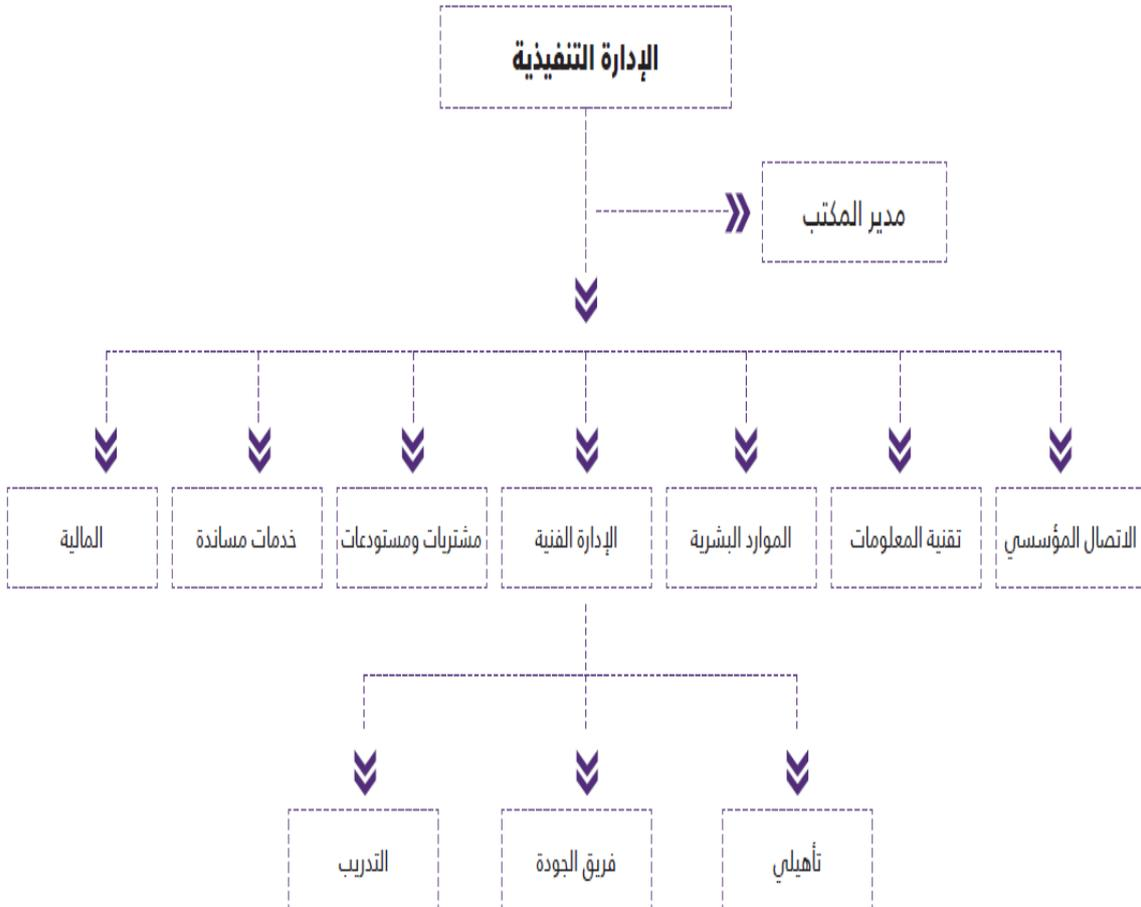 الإدارة التنفيذية
مدير المكتب
الاتصال المؤسسي
تقنية المعلومات
الموارد البشرية
الإدارة الفنية
مشتريات ومستودعات
خدمات مساندة
المالية
تأهيلي
فريق الجودة
التدريب